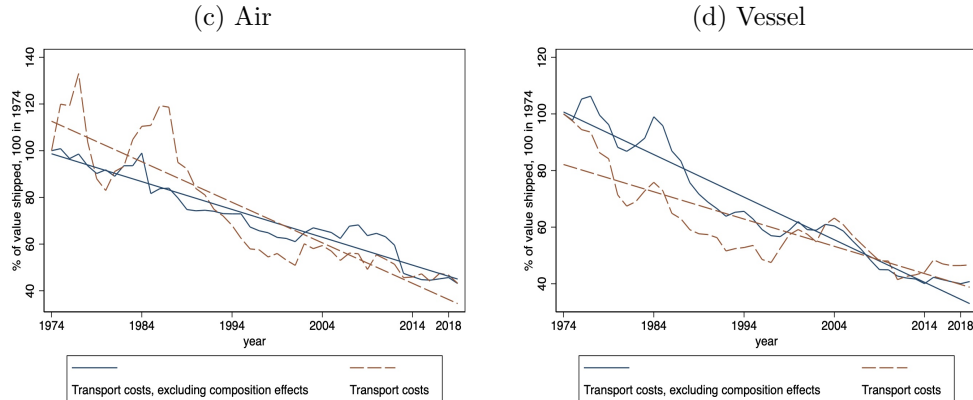 (c) Air
% of value shipped, 100 in 1974
140
120
100
80
60
40
1974 1984 1994 2004 2014 2018
year
Transport costs, excluding composition effects Transport costs
(d) Vessel
% of value shipped, 100 in 1974
120
100
80
60
40
1974 1984 1994 2004 2014 2018
year
Transport costs, excluding composition effects Transport costs